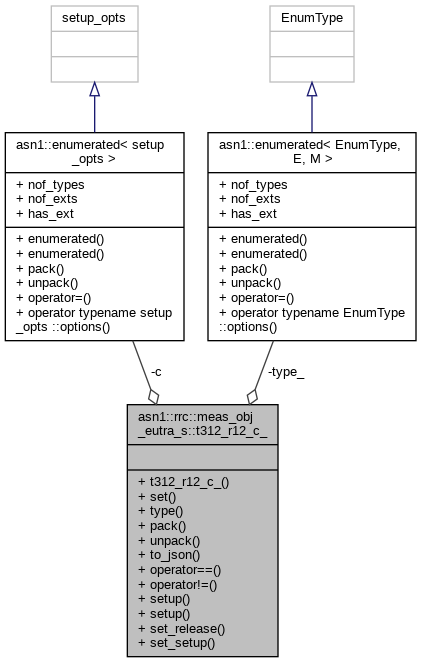 setup_opts
EnumType
asn1::enumerated< setup
_opts >
+ nof_types
+ nof_exts
+ has_ext
+ enumerated()
+ enumerated()
+ pack()
+ unpack()
+ operator=()
+ operator typename setup
_opts ::options()
asn1::enumerated< EnumType,
E, M >
+ nof_types
+ nof_exts
+ has_ext
+ enumerated()
+ enumerated()
+ pack()
+ unpack()
+ operator=()
+ operator typename EnumType
::options()
-c
-type_
asn1::rrc::meas_obj
_eutra_s::t312_r12_c_
+ t312_r12_c_()
+ set()
+ type()
+ pack()
+ unpack()
+ to_json()
+ operator==()
+ operator!=()
+ setup()
+ setup()
+ set_release()
+ set_setup()